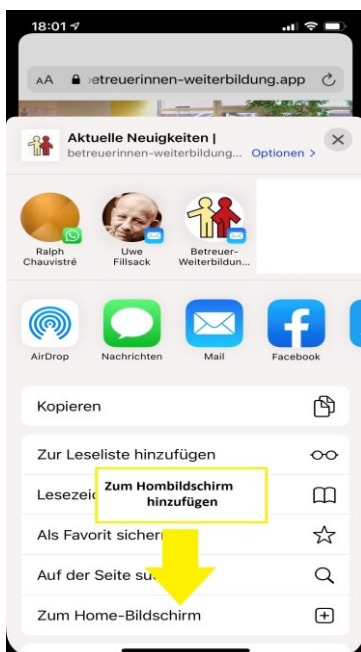 18:01
AA etreuerinnen-weiterbildung.app
Aktuelle Neuigkeiten |
betreuerinnen-weiterbildung... Optionen >
Ralph
Chauvistré
Uwe
Fillsack
Betreuer-
Weiterbildun...
AirDrop
Nachrichten
Mail
Facebook
Kopieren
Zur Leseliste hinzufügen
Zum Hombildschirm
hinzufügen
Als Favorit sicher
Auf der Seite su
Zum Home-Bildschirm